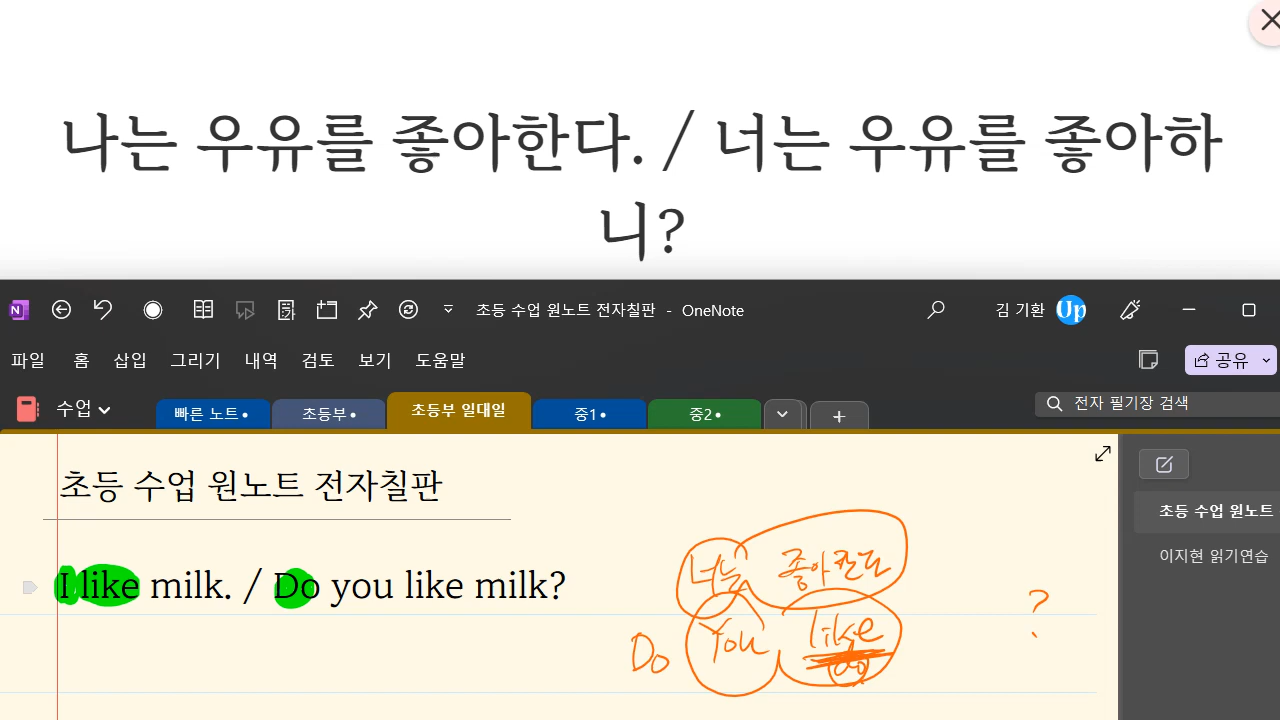 나는 우유를 좋아한다. / 너는 우유를 좋아하
니?
초등 수업 원노트 전자칠판 - OneNote
김 기환
Up
파일 홈 삽입 그리기 내역 검토 보기 도움말
공유
수업
빠른 노트• 초등부• 초등부 일대일 중1• 중2• +
전자 필기장 검색
초등 수업 원노트 전자칠판
초등 수업 원노트
이지현 읽기연습
I like milk. / Do you like milk?
너는 좋아한다
Do You like ?
do